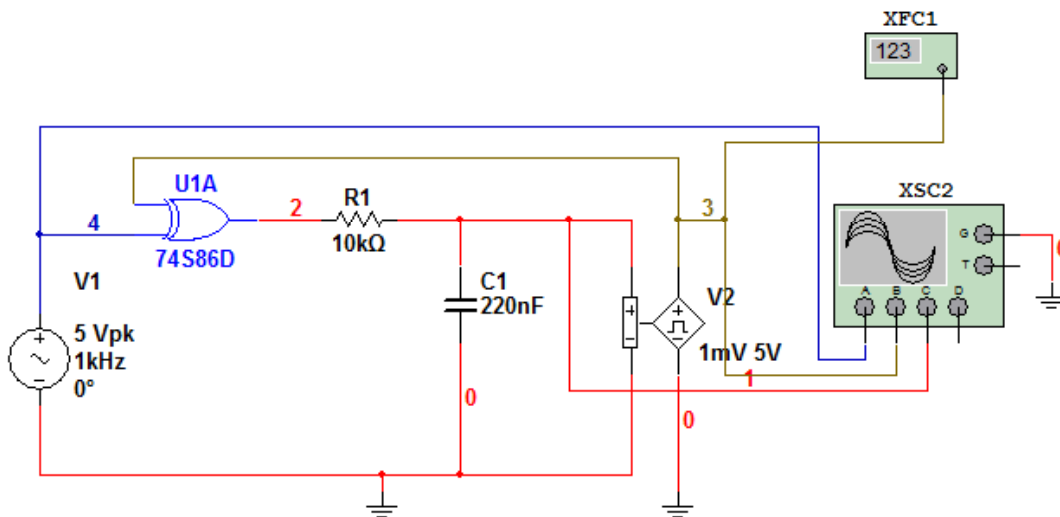 XFC1
123
U1A
R1
XSC2
4
2
3
74S86D
10kΩ
G
T
A
B
C
D
0
V1
C1
220nF
V2
5 Vpk
1kHz
0°
1mV 5V
1
0
0